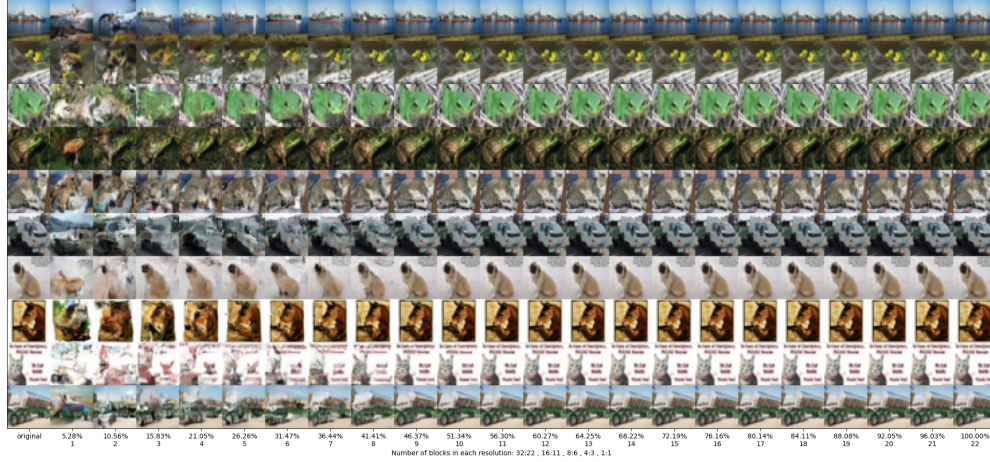 original 5.28% 10.56% 15.83% 21.05% 26.26% 31.47% 36.44% 41.41% 46.37% 51.34% 56.30% 60.27% 64.25% 68.22% 72.19% 76.16% 80.14% 84.11% 88.08% 92.05% 96.03% 100.00%
1 2 3 4 5 6 7 8 9 10 11 12 13 14 15 16 17 18 19 20 21 22
Number of blocks in each resolution: 32:22 , 16:11 , 8:6 , 4:3 , 1:1